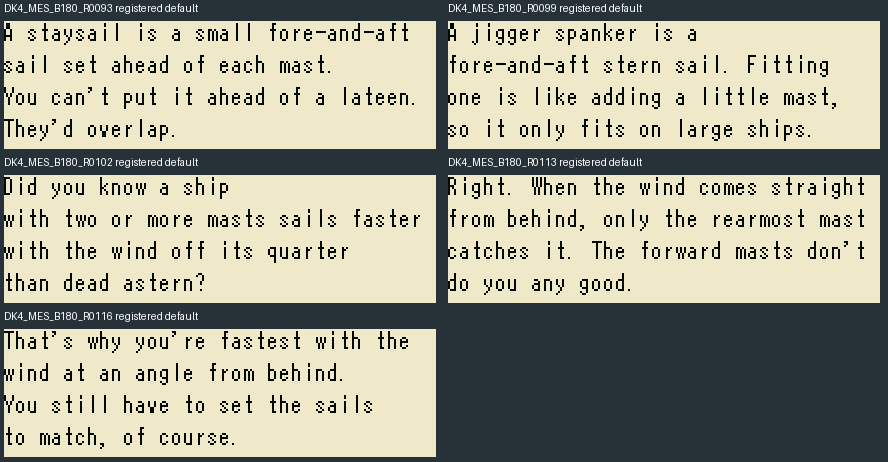 DK4_MES_B180_R0093 registered default
A staysail is a small fore-and-aft
sail set ahead of each mast.
You can't put it ahead of a lateen.
They'd overlap.
DK4_MES_B180_R0099 registered default
A jigger spanker is a
fore-and-aft stern sail. Fitting
one is like adding a little mast,
so it only fits on large ships.
DK4_MES_B180_R0102 registered default
Did you know a ship
with two or more masts sails faster
with the wind off its quarter
than dead astern?
DK4_MES_B180_R0113 registered default
Right. When the wind comes straight
from behind, only the rearmost mast
catches it. The forward masts don't
do you any good.
DK4_MES_B180_R0116 registered default
That's why you're fastest with the
wind at an angle from behind.
You still have to set the sails
to match, of course.